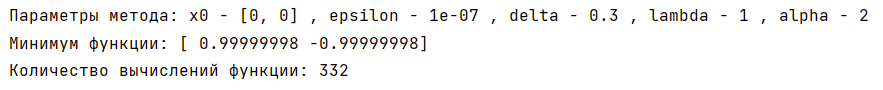 Параметры метода: x0 - [0, 0] , epsilon - 1e-07 , delta - 0.3 , lambda - 1 , alpha - 2
Минимум функции: [ 0.99999998 -0.99999998]
Количество вычислений функции: 332